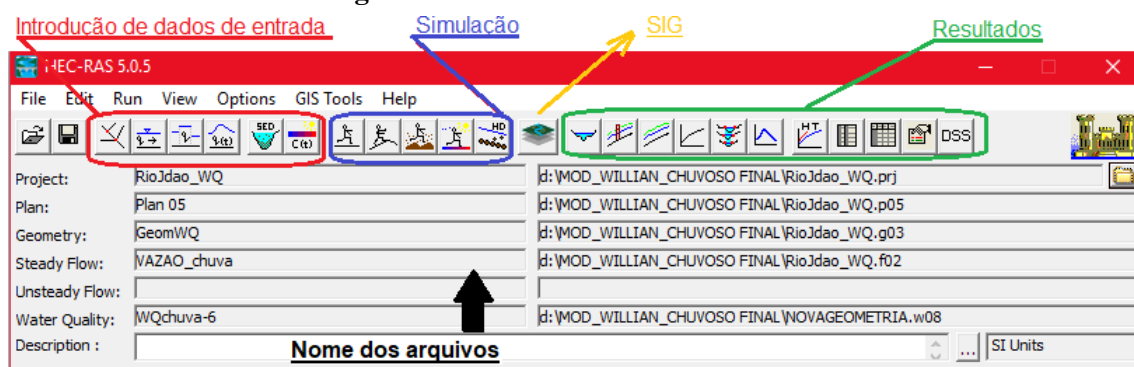 Introdução de dados de entrada Simulação SIG Resultados
HEC-RAS 5.0.5
File Edit Run View Options GIS Tools Help
SED C(t) HD HT DSS
Project: RioJdao_WQ d:\MOD_WILLIAN_CHUVOSO FINAL\RioJdao_WQ.prj
Plan: Plan 05 d:\MOD_WILLIAN_CHUVOSO FINAL\RioJdao_WQ.p05
Geometry: GeomWQ d:\MOD_WILLIAN_CHUVOSO FINAL\RioJdao_WQ.g03
Steady Flow: VAZAO_chuva d:\MOD_WILLIAN_CHUVOSO FINAL\RioJdao_WQ.f02
Unsteady Flow:
Water Quality: WQchuva-6 d:\MOD_WILLIAN_CHUVOSO FINAL\NOVAGEOMETRIA.w08
Description : Nome dos arquivos ... SI Units